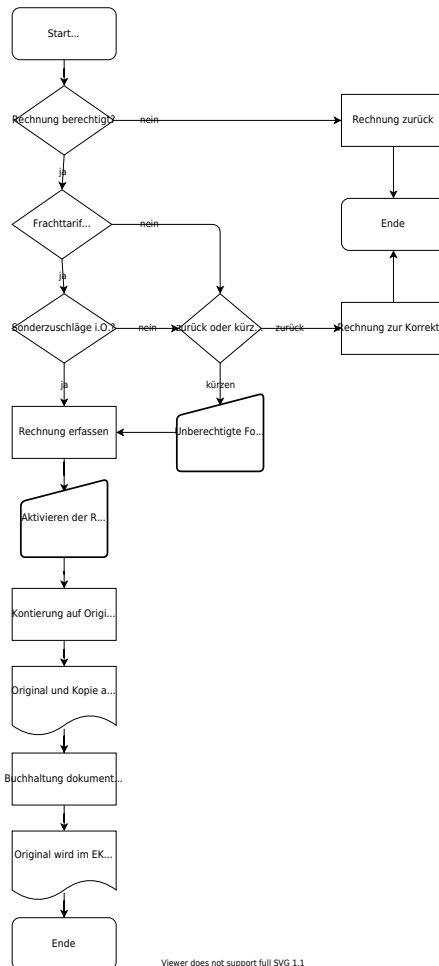 Start...
Rechnung berechtigt?
nein
Rechnung zurück
ja
Frachttarif...
nein
Ende
ja
Sonderzuschläge i.O.?
nein
zurück oder kürz...
zurück
Rechnung zur Korrekt
ja
kürzen
Rechnung erfassen
Unberechtigte Fo...
Aktivieren der R...
Kontierung auf Origi...
Original und Kopie a...
Buchhaltung dokument...
Original wird im EK...
Ende
Viewer does not support full SVG 1.1